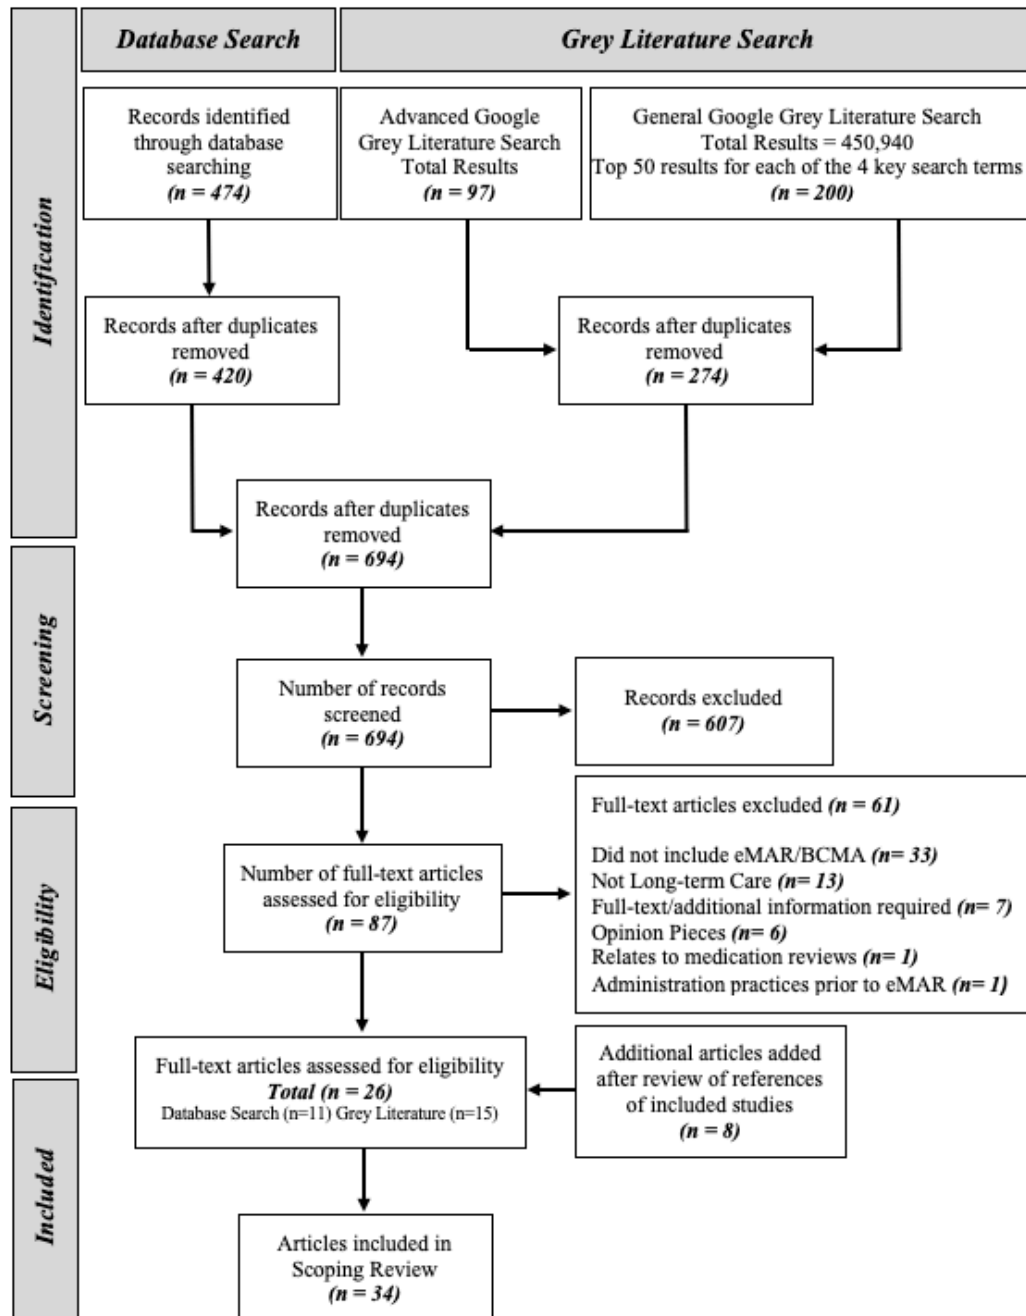 Database Search
Grey Literature Search
Identification
Records identified
through database
searching
(n = 474)
Advanced Google
Grey Literature Search
Total Results
(n = 97)
General Google Grey Literature Search
Total Results = 450,940
Top 50 results for each of the 4 key search terms
(n = 200)
Records after duplicates
removed
(n = 420)
Records after duplicates
removed
(n = 274)
Records after duplicates
removed
(n = 694)
Screening
Number of records
screened
(n = 694)
Records excluded
(n = 607)
Eligibility
Number of full-text articles
assessed for eligibility
(n = 87)
Full-text articles excluded (n = 61)
Did not include eMAR/BCMA (n= 33)
Not Long-term Care (n= 13)
Full-text/additional information required (n= 7)
Opinion Pieces (n= 6)
Relates to medication reviews (n= 1)
Administration practices prior to eMAR (n= 1)
Full-text articles assessed for eligibility
Total (n = 26)
Database Search (n=11) Grey Literature (n=15)
Additional articles added
after review of references
of included studies
(n = 8)
Included
Articles included in
Scoping Review
(n = 34)